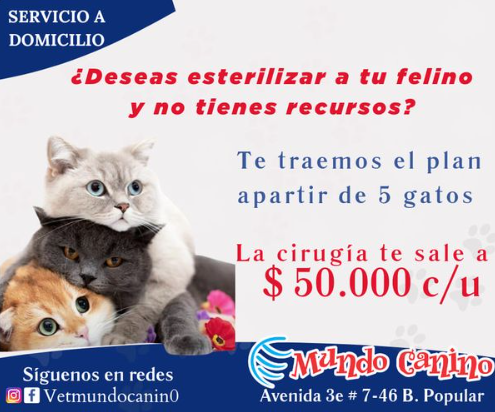 SERVICIO A
DOMICILIO
¿Deseas esterilizar a tu felino
y no tienes recursos?
Te traemos el plan
apartir de 5 gatos
La cirugía te sale a
$ 50.000 c/u
Mundo Canino
Síguenos en redes
Vetmundocanin0
Avenida 3e # 7-46 B. Popular